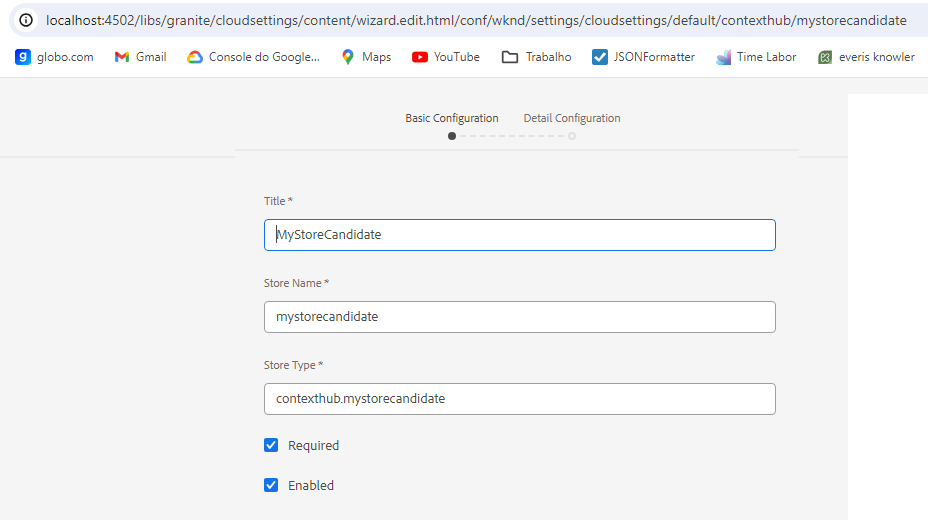 localhost:4502/libs/granite/cloudsettings/content/wizard.edit.html/conf/wknd/settings/cloudsettings/default/contexthub/mystorecandidate
globo.com Gmail Console do Google... Maps YouTube Trabalho JSONFormatter Time Labor everis knowler
Basic Configuration Detail Configuration
Title *
MyStoreCandidate
Store Name *
mystorecandidate
Store Type *
contexthub.mystorecandidate
Required
Enabled